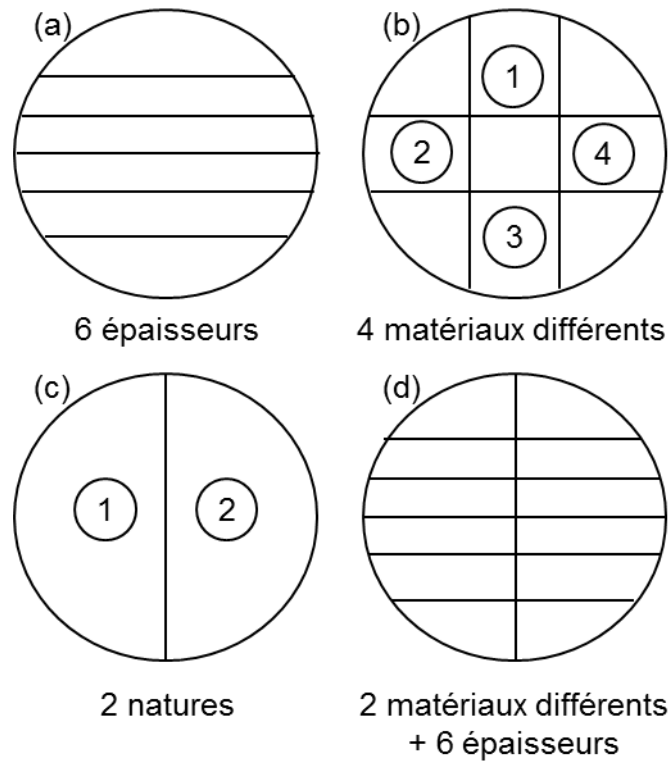 (a)
(b)
1
2
4
3
6 épaisseurs
4 matériaux différents
(c)
(d)
1
2
2 natures
2 matériaux différents
+ 6 épaisseurs